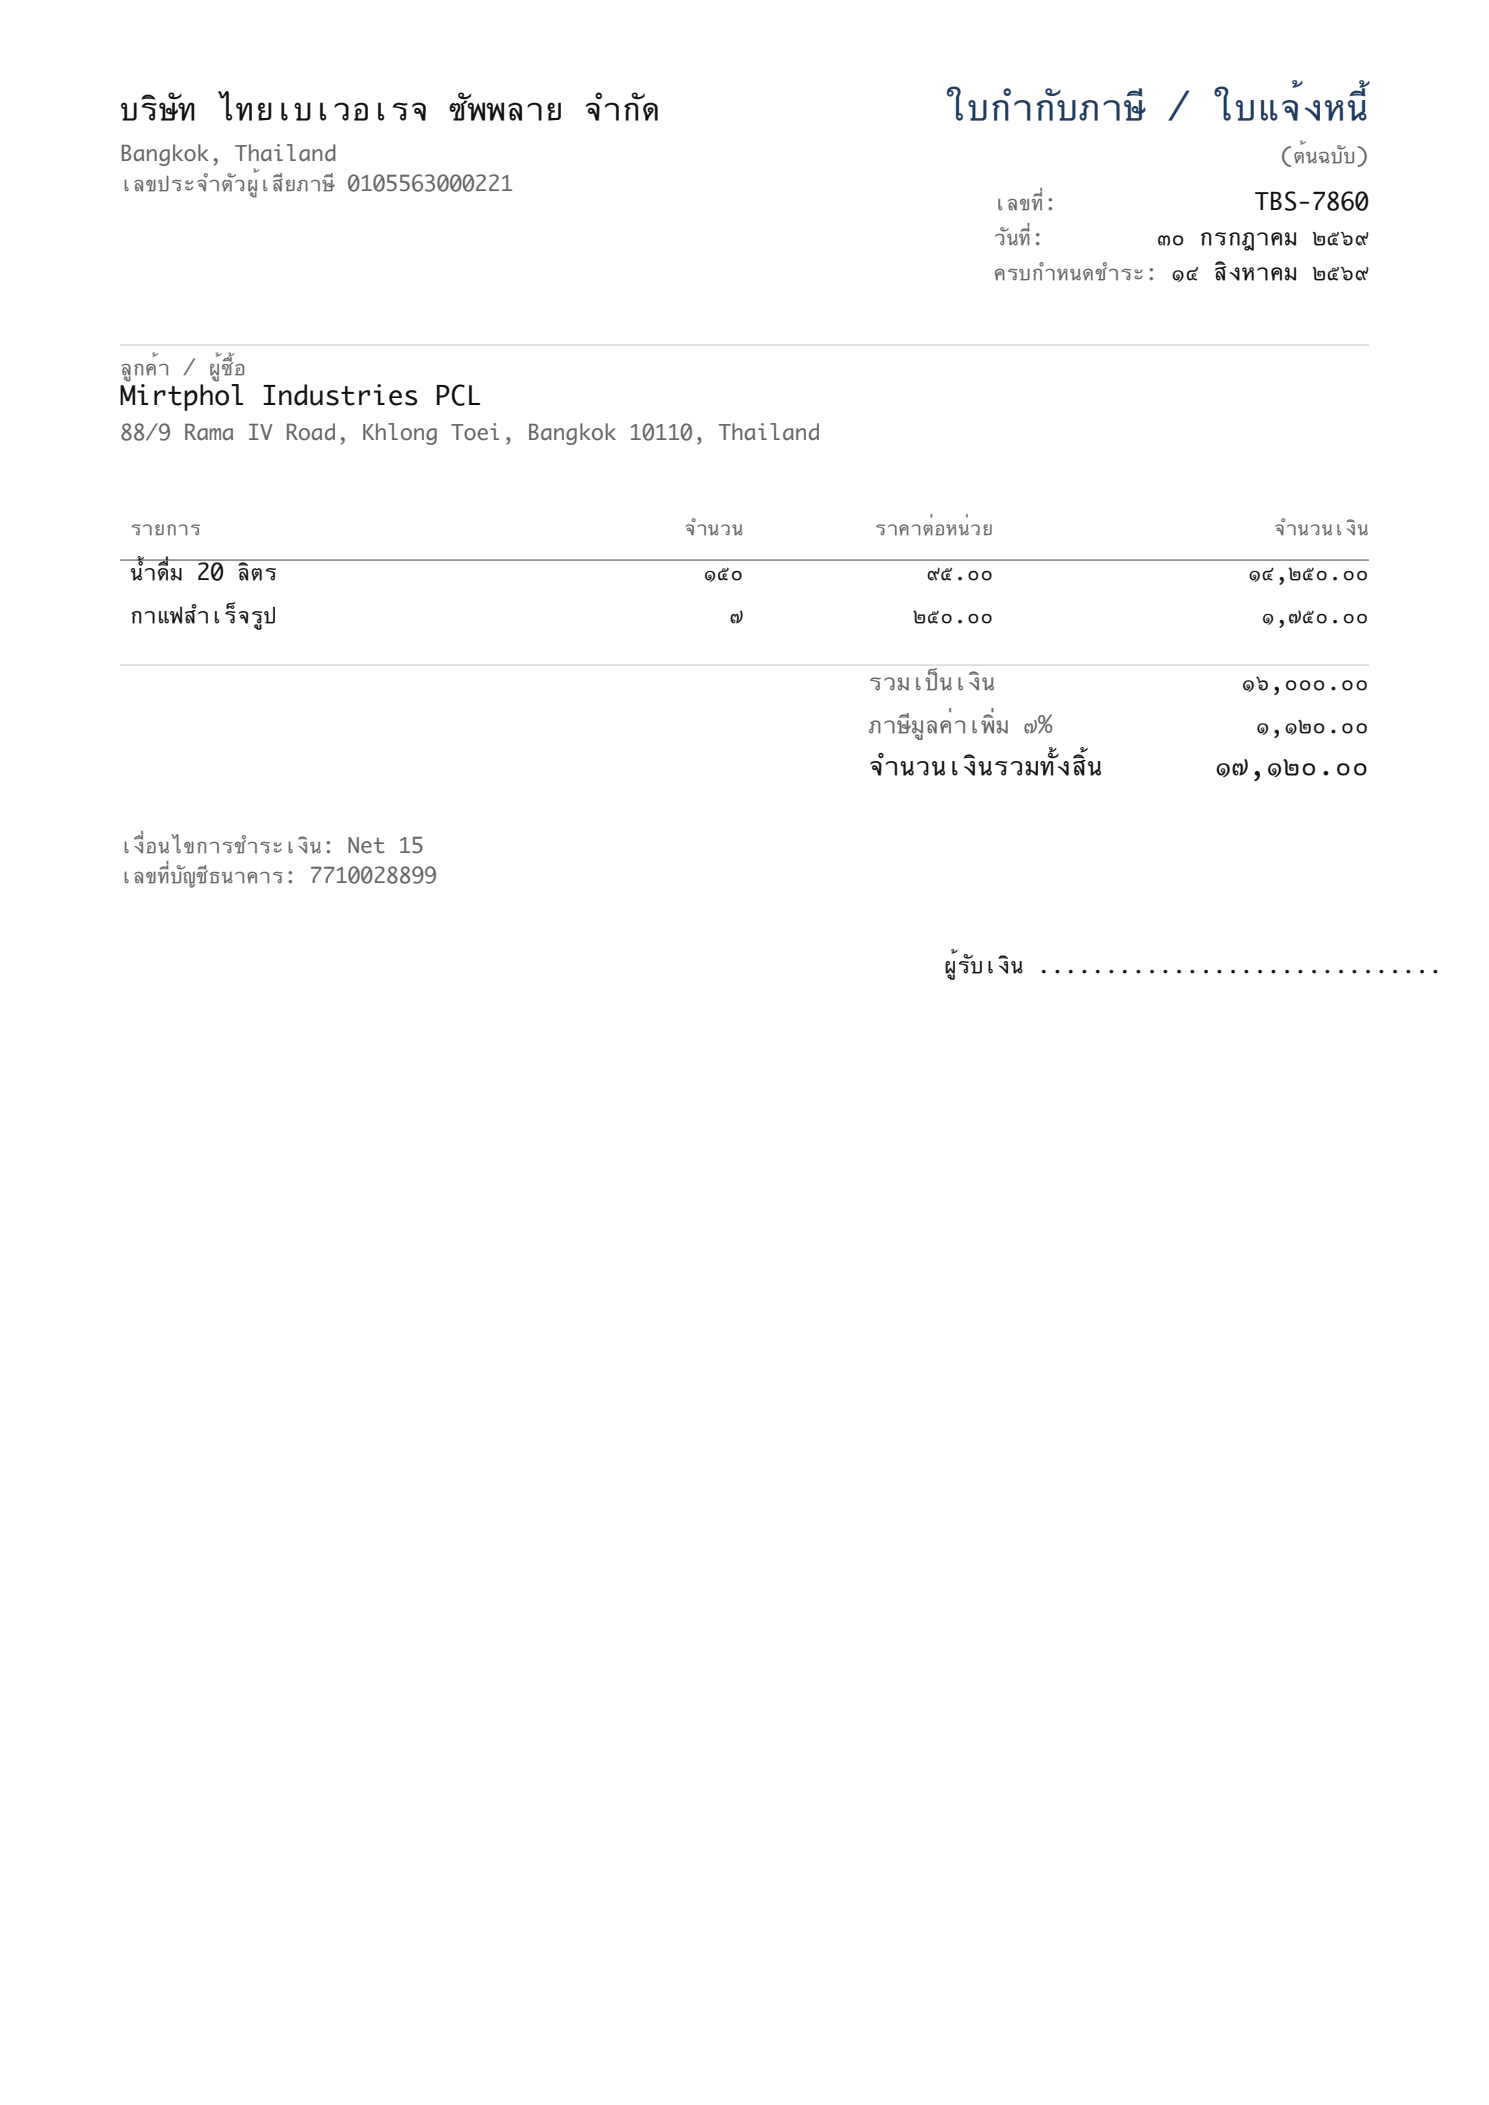 บริษัท ไทยเบเวอเรจ ซัพพลาย จำกัด
Bangkok, Thailand
เลขประจำตัวผู้เสียภาษี 0105563000221
ใบกำกับภาษี / ใบแจ้งหนี้
(ต้นฉบับ)
เลขที่: TBS-7860
วันที่: ๓๐ กรกฎาคม ๒๕๖๙
ครบกำหนดชำระ: ๑๔ สิงหาคม ๒๕๖๙
ลูกค้า / ผู้ซื้อ
Mirtphol Industries PCL
88/9 Rama IV Road, Khlong Toei, Bangkok 10110, Thailand
รายการ จำนวน ราคาต่อหน่วย จำนวนเงิน
น้ำดื่ม 20 ลิตร ๑๕๐ ๙๕.๐๐ ๑๔,๒๕๐.๐๐
กาแฟสำเร็จรูป ๗ ๒๕๐.๐๐ ๑,๗๕๐.๐๐
รวมเป็นเงิน ๑๖,๐๐๐.๐๐
ภาษีมูลค่าเพิ่ม ๗% ๑,๑๒๐.๐๐
จำนวนเงินรวมทั้งสิ้น ๑๗,๑๒๐.๐๐
เงื่อนไขการชำระเงิน: Net 15
เลขที่บัญชีธนาคาร: 7710028899
ผู้รับเงิน ..............................